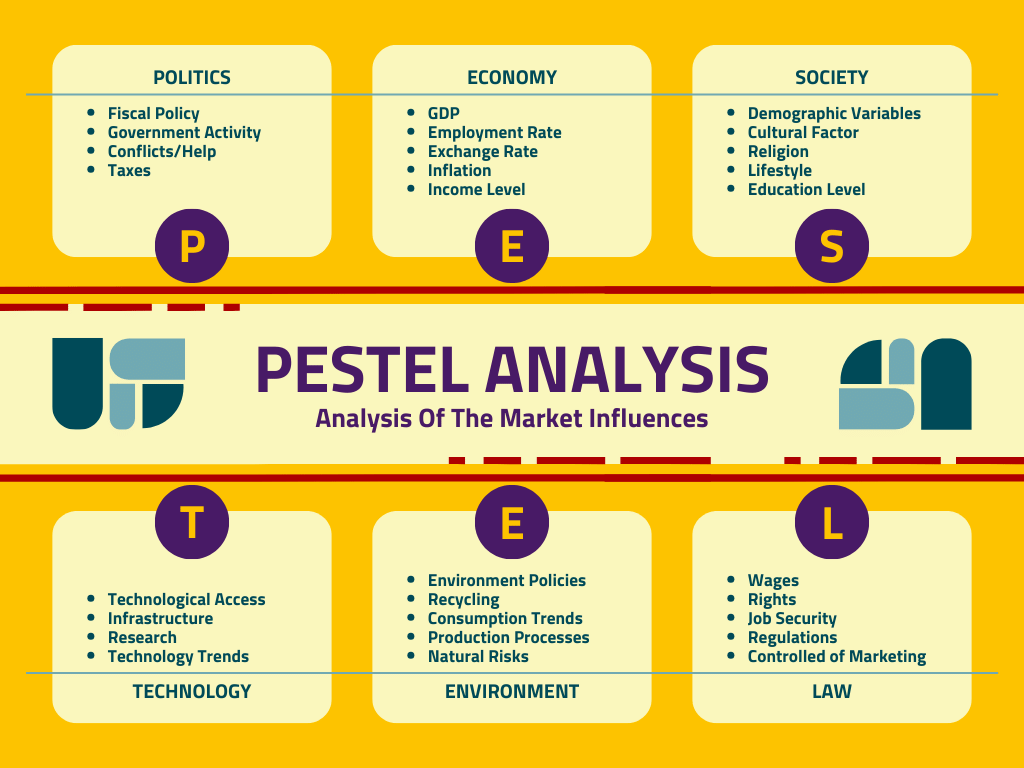 POLITICS
• Fiscal Policy
• Government Activity
• Conflicts/Help
• Taxes
P
ECONOMY
• GDP
• Employment Rate
• Exchange Rate
• Inflation
• Income Level
E
SOCIETY
• Demographic Variables
• Cultural Factor
• Religion
• Lifestyle
• Education Level
S
PESTEL ANALYSIS
Analysis Of The Market Influences
T
• Technological Access
• Infrastructure
• Research
• Technology Trends
TECHNOLOGY
E
• Environment Policies
• Recycling
• Consumption Trends
• Production Processes
• Natural Risks
ENVIRONMENT
L
• Wages
• Rights
• Job Security
• Regulations
• Controlled of Marketing
LAW